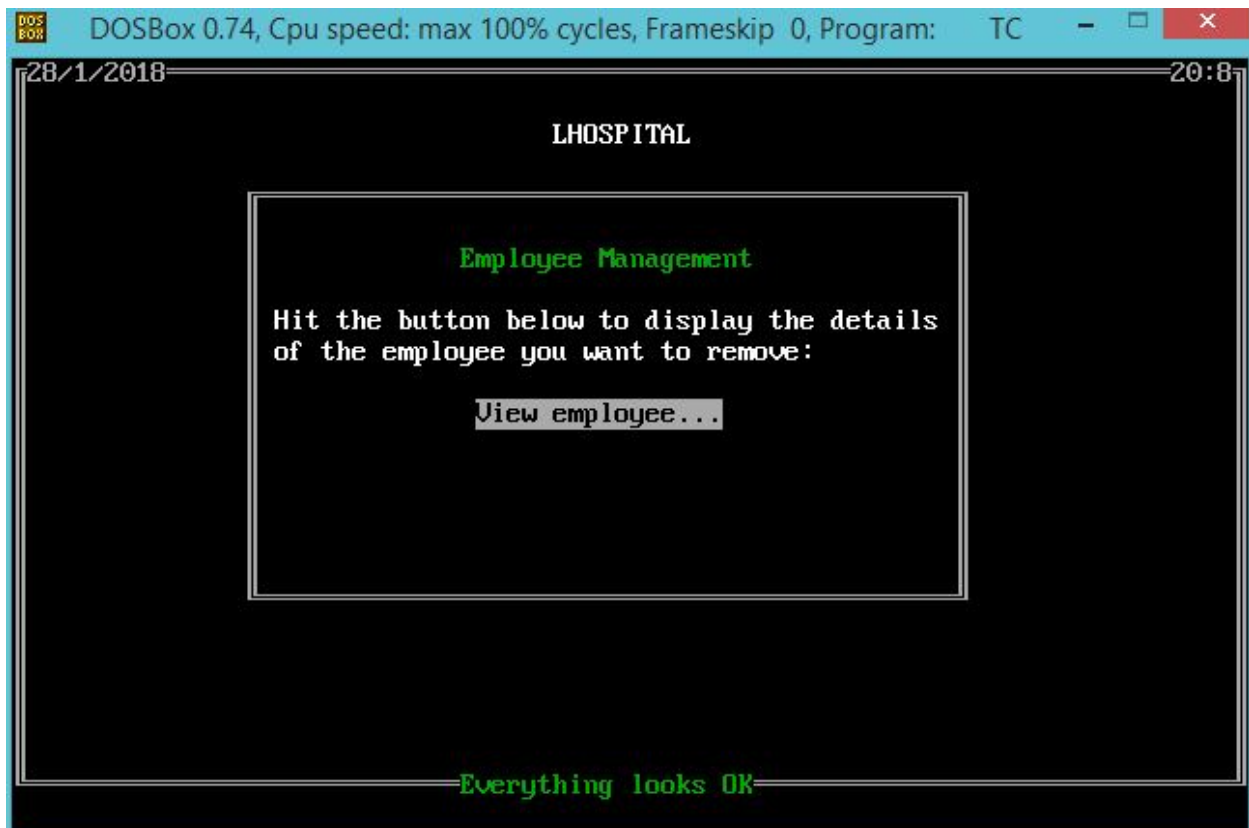 DOS
BOX
DOSBox 0.74, Cpu speed: max 100% cycles, Frameskip 0, Program: TC
28/1/2018 20:8
LHOSPITAL
Employee Management
Hit the button below to display the details
of the employee you want to remove:
View employee...
Everything looks OK